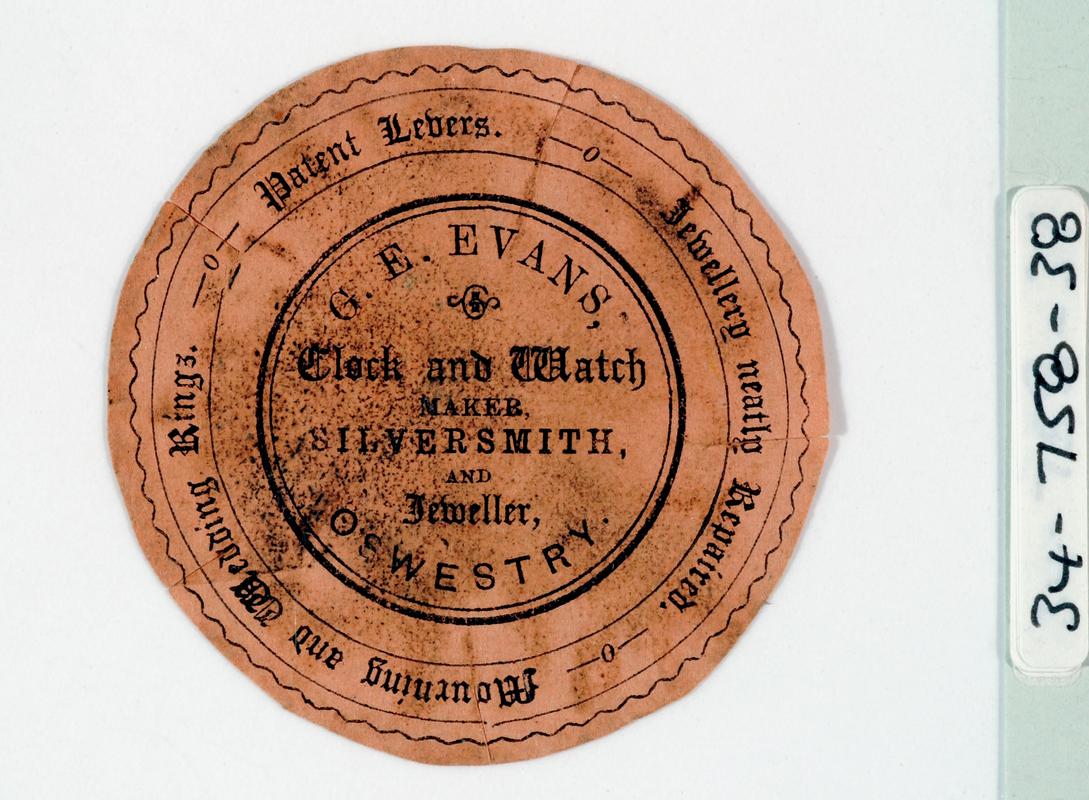 G. E. EVANS,
Clock and Watch
MAKER,
SILVERSMITH,
AND
Jeweller,
OSWESTRY.
Patent Levers.
Jewellery neatly Repaired.
Mourning and Wedding Rings.
34-758-58